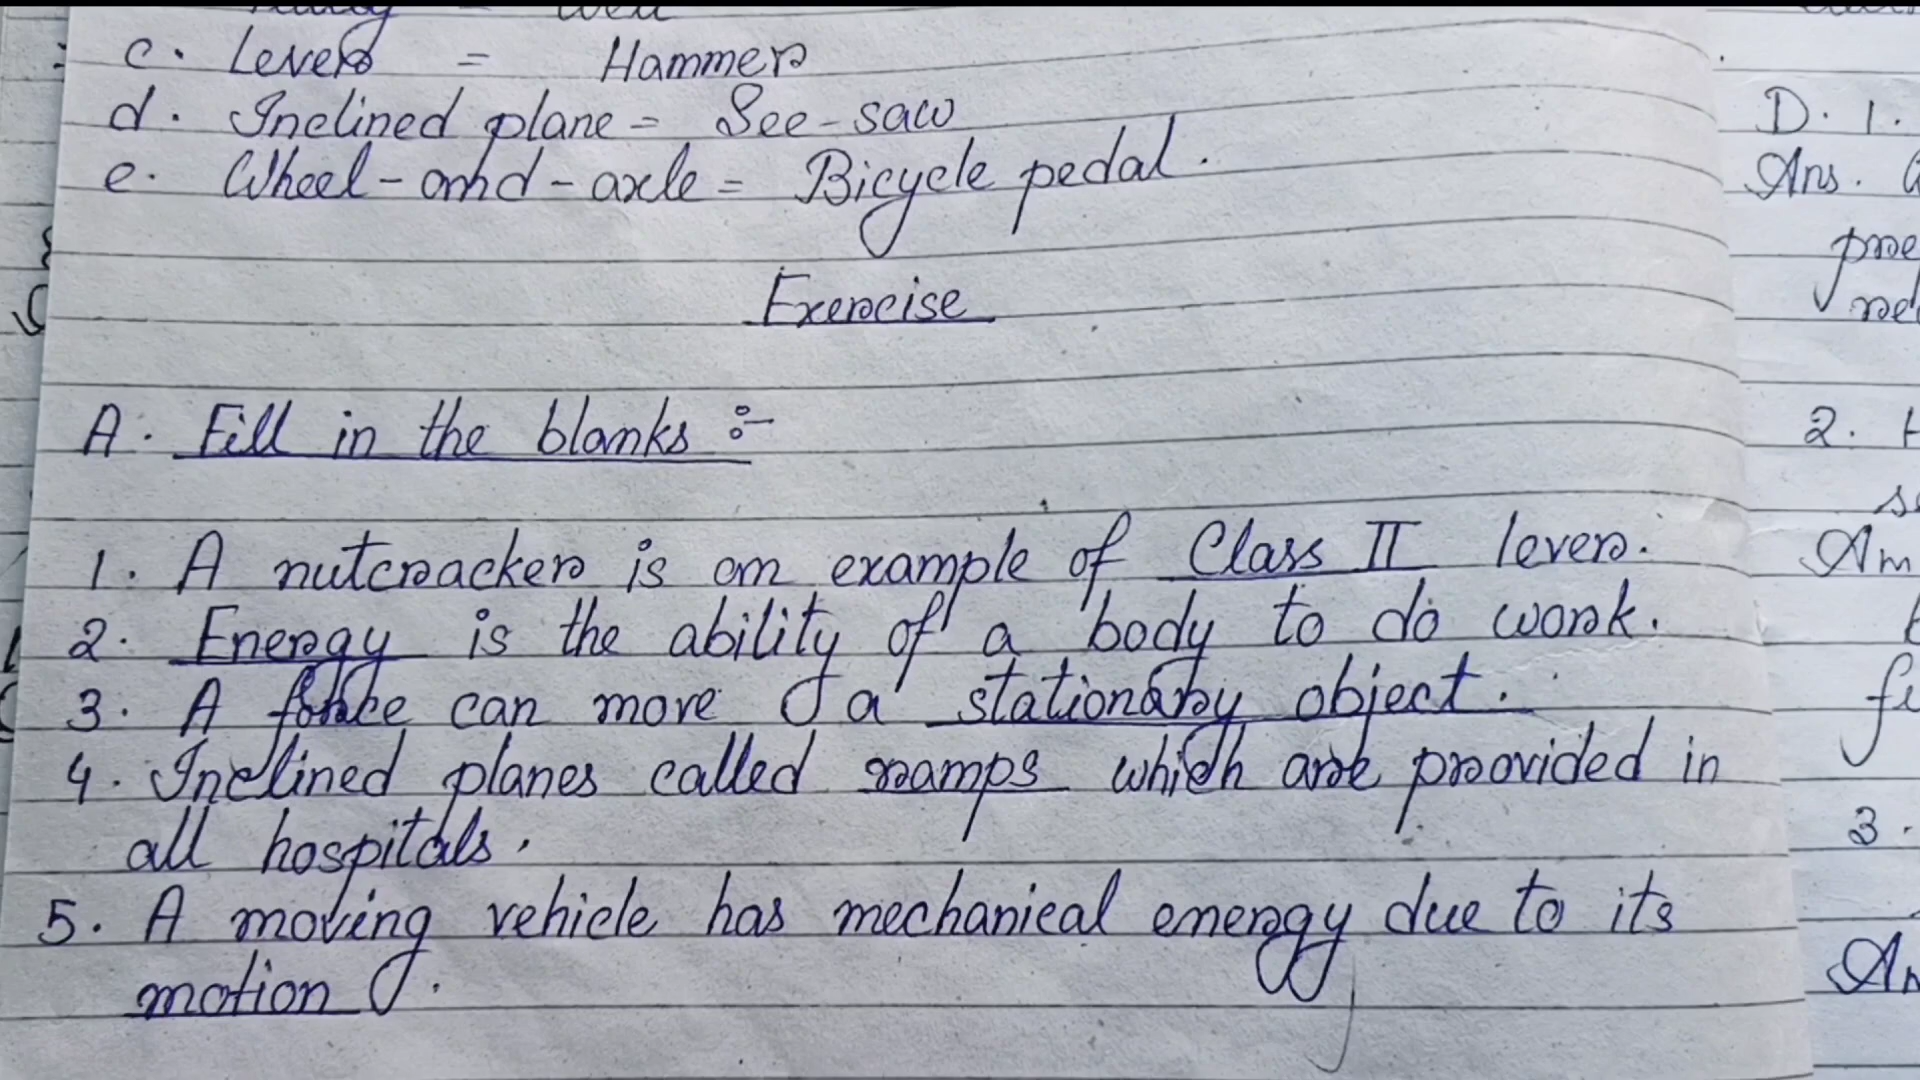 Pulley = Well
c. Lever = Hammer
d. Inclined plane = See-saw
e. Wheel-and-axle = Bicycle pedal.
Exercise
A. Fill in the blanks :-
1. A nutcracker is an example of Class II lever.
2. Energy is the ability of a body to do work.
3. A force can move a stationary object.
4. Inclined planes called ramps which are provided in
all hospitals.
5. A moving vehicle has mechanical energy due to its
motion.
D. 1.
Ans.
2.
3.